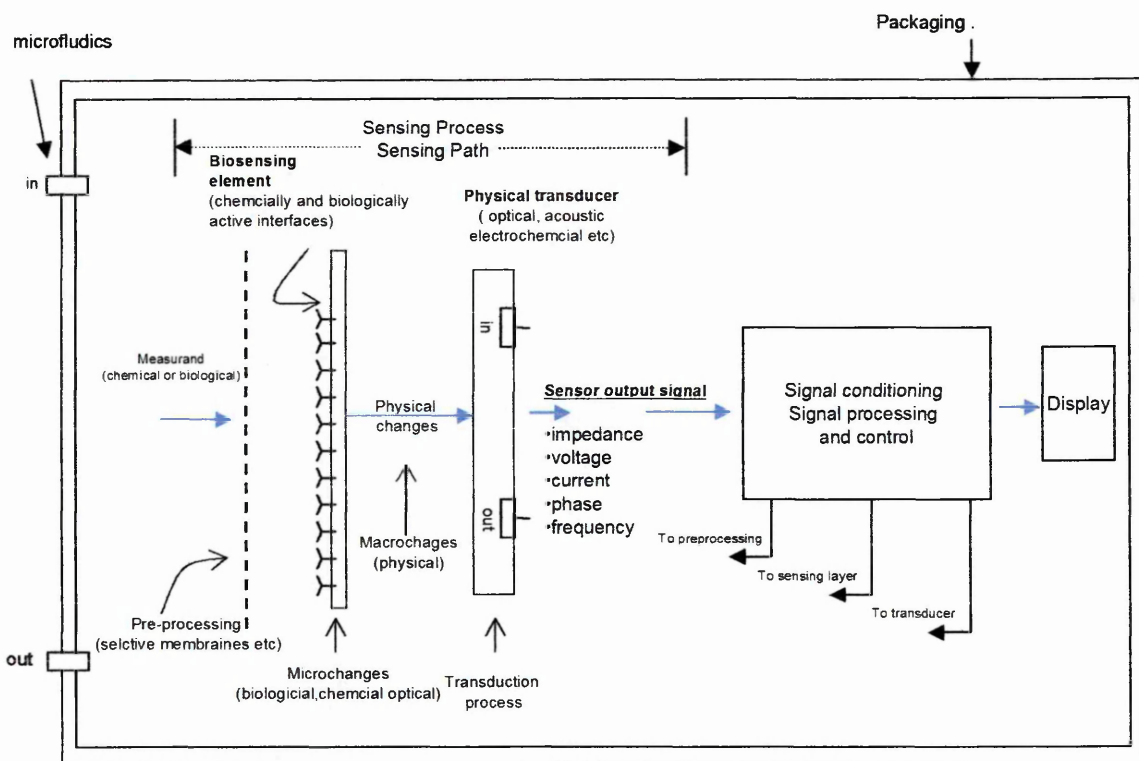 microfludics
Packaging .
in
Sensing Process
Sensing Path
Biosensing
element
(chemcially and biologically
active interfaces)
Physical transducer
( optical, acoustic
electrochemcial etc)
in
Measurand
(chemical or biological)
Physical
changes
Sensor output signal
•impedance
•voltage
•current
•phase
•frequency
Signal conditioning
Signal processing
and control
Display
out
Macrochages
(physical)
To preprocessing
To sensing layer
To transducer
Pre-processing
(selctive membraines etc)
out
Microchanges
(biologicial,chemcial optical)
Transduction
process